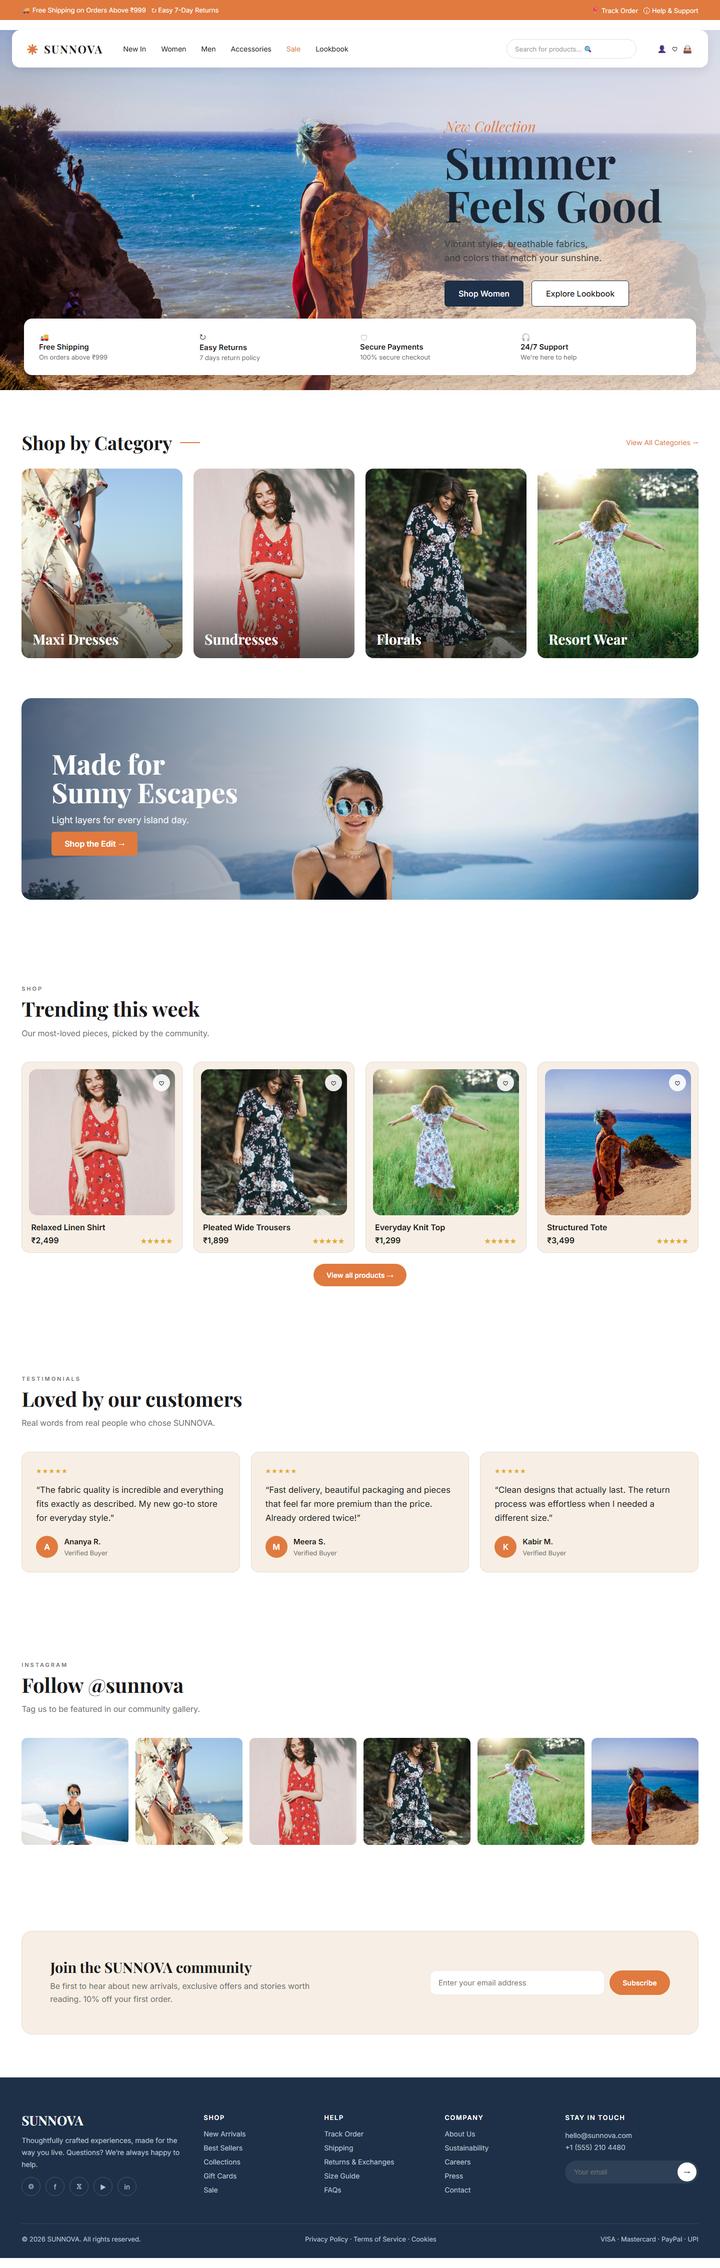 Free Shipping on Orders Above ₹999 ↻ Easy 7-Day Returns
Track Order ⓘ Help & Support
SUNNOVA
New In
Women
Men
Accessories
Sale
Lookbook
Search for products...
New Collection
Summer
Feels Good
Vibrant styles, breathable fabrics,
and colors that match your sunshine.
Shop Women
Explore Lookbook
Free Shipping
On orders above ₹999
Easy Returns
7 days return policy
Secure Payments
100% secure checkout
24/7 Support
We're here to help
Shop by Category
View All Categories →
Maxi Dresses
Sundresses
Florals
Resort Wear
Made for
Sunny Escapes
Light layers for every island day.
Shop the Edit →
SHOP
Trending this week
Our most-loved pieces, picked by the community.
Relaxed Linen Shirt
₹2,499 ★★★★★
Pleated Wide Trousers
₹1,899 ★★★★★
Everyday Knit Top
₹1,299 ★★★★★
Structured Tote
₹3,499 ★★★★★
View all products →
TESTIMONIALS
Loved by our customers
Real words from real people who chose SUNNOVA.
★★★★★
“The fabric quality is incredible and everything
fits exactly as described. My new go-to store
for everyday style.”
A
Ananya R.
Verified Buyer
★★★★★
“Fast delivery, beautiful packaging and pieces
that feel far more premium than the price.
Already ordered twice!”
M
Meera S.
Verified Buyer
★★★★★
“Clean designs that actually last. The return
process was effortless when I needed a
different size.”
K
Kabir M.
Verified Buyer
INSTAGRAM
Follow @sunnova
Tag us to be featured in our community gallery.
Join the SUNNOVA community
Be first to hear about new arrivals, exclusive offers and stories worth
reading. 10% off your first order.
Enter your email address
Subscribe
SUNNOVA
Thoughtfully crafted experiences, made for the
way you live. Questions? We're always happy to
help.
f
𝕏
▶
in
SHOP
New Arrivals
Best Sellers
Collections
Gift Cards
Sale
HELP
Track Order
Shipping
Returns & Exchanges
Size Guide
FAQs
COMPANY
About Us
Sustainability
Careers
Press
Contact
STAY IN TOUCH
hello@sunnova.com
+1 (555) 210 4480
Your email
→
© 2026 SUNNOVA. All rights reserved.
Privacy Policy · Terms of Service · Cookies
VISA · Mastercard · PayPal · UPI